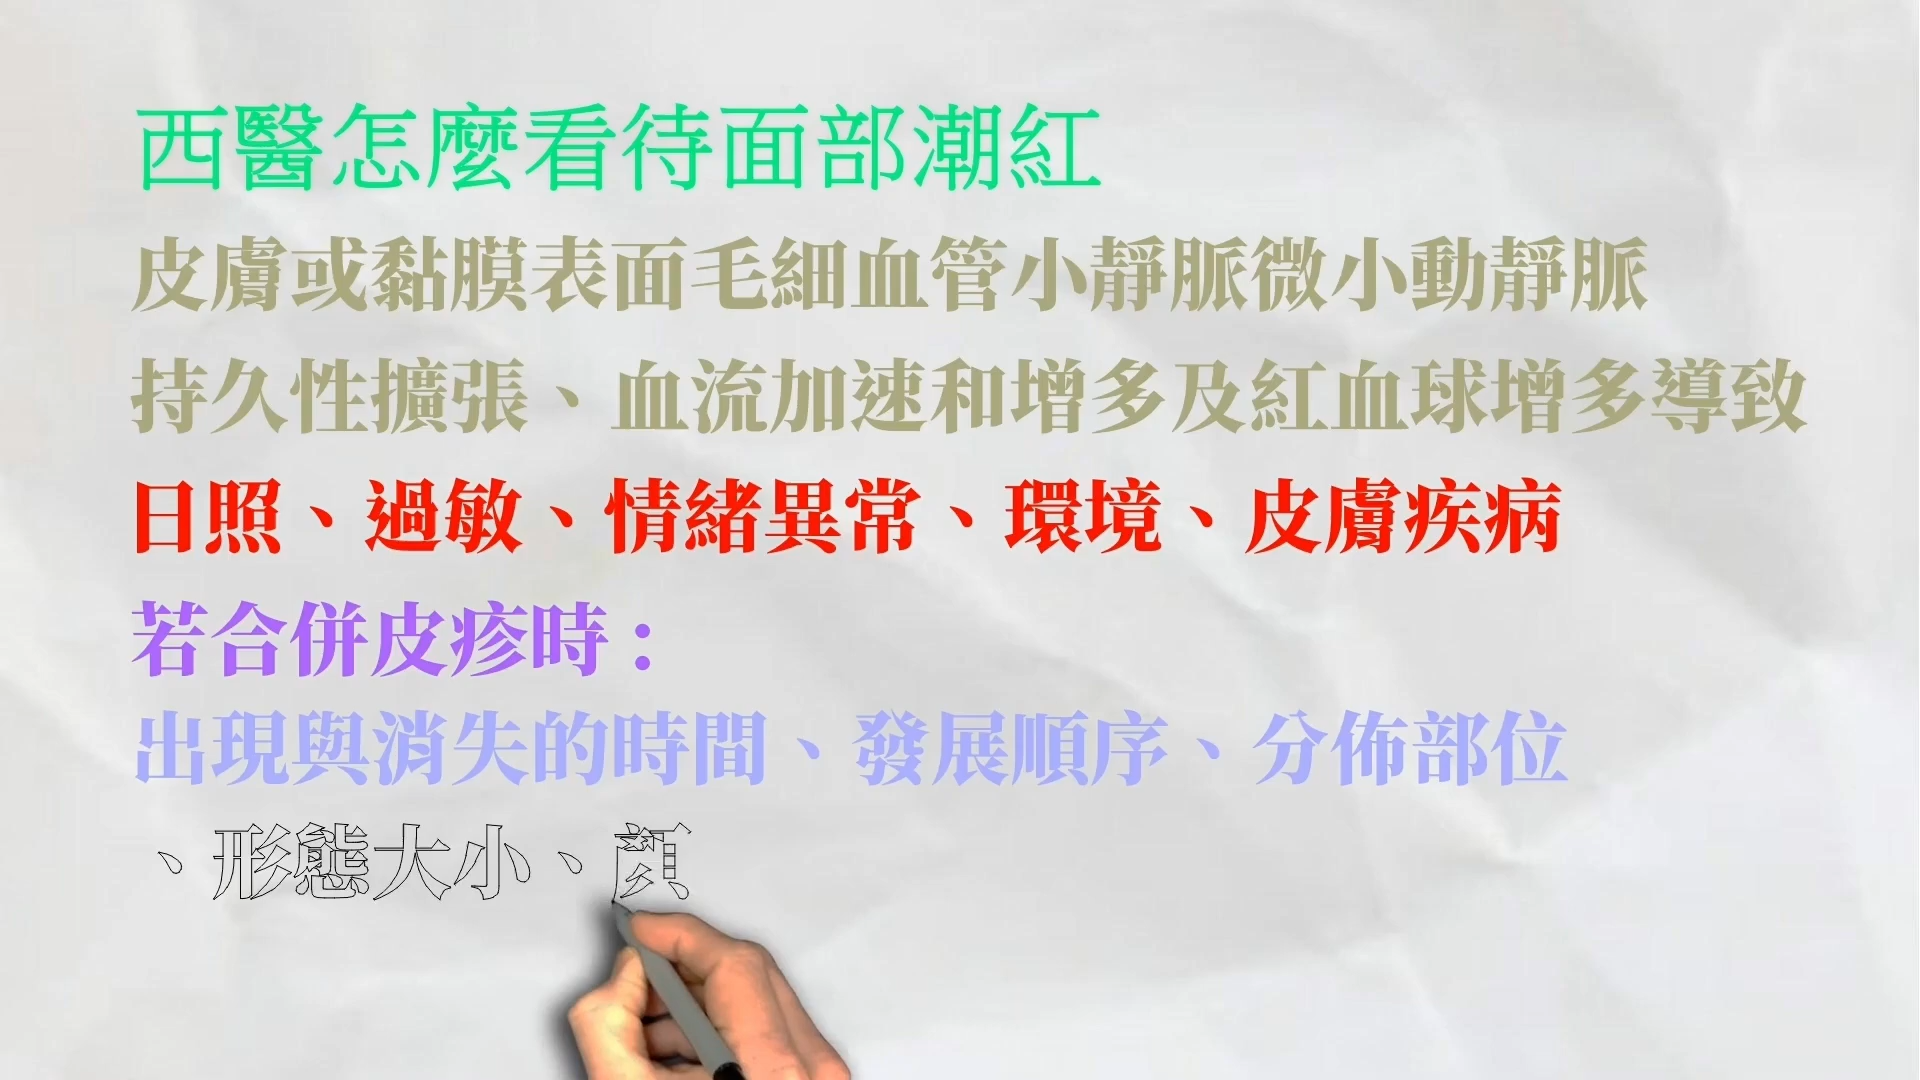 西醫怎麼看待面部潮紅
皮膚或黏膜表面毛細血管小靜脈微小動靜脈
持久性擴張、血流加速和增多及紅血球增多導致
日照、過敏、情緒異常、環境、皮膚疾病
若合併皮疹時：
出現與消失的時間、發展順序、分佈部位
、形態大小、顏